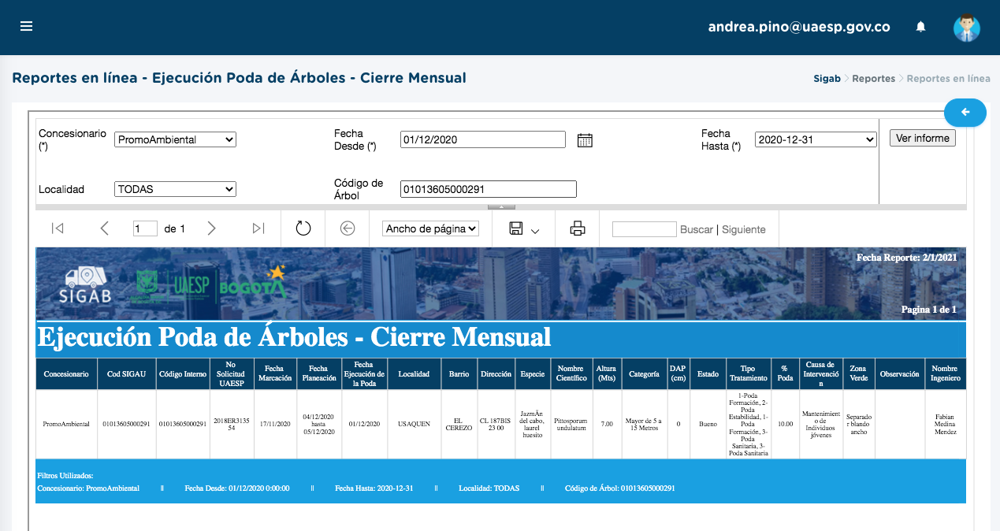 andrea.pino@uaesp.gov.co
Reportes en línea - Ejecución Poda de Árboles - Cierre Mensual
Sigab > Reportes > Reportes en línea
Concesionario (*)
PromoAmbiental
Fecha Desde (*)
01/12/2020
Fecha Hasta (*)
2020-12-31
Ver informe
Localidad
TODAS
Código de Árbol
01013605000291
1 de 1
Ancho de página
Buscar | Siguiente
Fecha Reporte: 2/1/2021
SIGAB
UAESP
BOGOTÁ
Pagina 1 de 1
Ejecución Poda de Árboles - Cierre Mensual
Concesionario
Cod SIGAU
Código Interno
No Solicitud UAESP
Fecha Marcación
Fecha Planeación
Fecha Ejecución de la Poda
Localidad
Barrio
Dirección
Especie
Nombre Científico
Altura (Mts)
Categoría
DAP (cm)
Estado
Tipo Tratamiento
% Poda
Causa de Intervenció n
Zona Verde
Observación
Nombre Ingeniero
PromoAmbiental
01013605000291
01013605000291
2018ER3135 54
17/11/2020
04/12/2020 hasta 05/12/2020
01/12/2020
USAQUEN
EL CEREZO
CL 187BIS 23 00
JazmÃn del cabo, laurel huesito
Pittosporum undulatum
7.00
Mayor de 5 a 15 Metros
0
Bueno
1-Poda Formación, 2-Poda Estabilidad, 1-Poda Formación, 3-Poda Sanitaria, 3-Poda Sanitaria
10.00
Mantenimient o de Individuos jóvenes
Separado r blando ancho
Fabian Medina Mendez
Filtros Utilizados:
Concesionario: PromoAmbiental || Fecha Desde: 01/12/2020 0:00:00 || Fecha Hasta: 2020-12-31 || Localidad: TODAS || Código de Árbol: 01013605000291